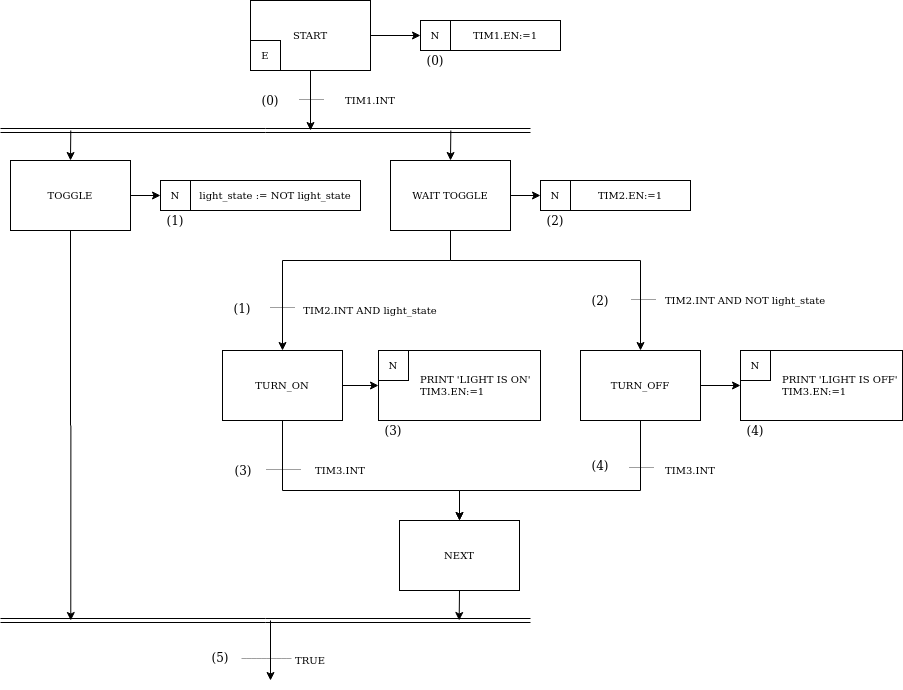 START
E
N
TIM1.EN:=1
(0)
(0)
TIM1.INT
TOGGLE
N
light_state := NOT light_state
(1)
WAIT TOGGLE
N
TIM2.EN:=1
(2)
(1)
TIM2.INT AND light_state
(2)
TIM2.INT AND NOT light_state
TURN_ON
N
PRINT 'LIGHT IS ON'
TIM3.EN:=1
(3)
TURN_OFF
N
PRINT 'LIGHT IS OFF'
TIM3.EN:=1
(4)
(3)
TIM3.INT
(4)
TIM3.INT
NEXT
(5)
TRUE